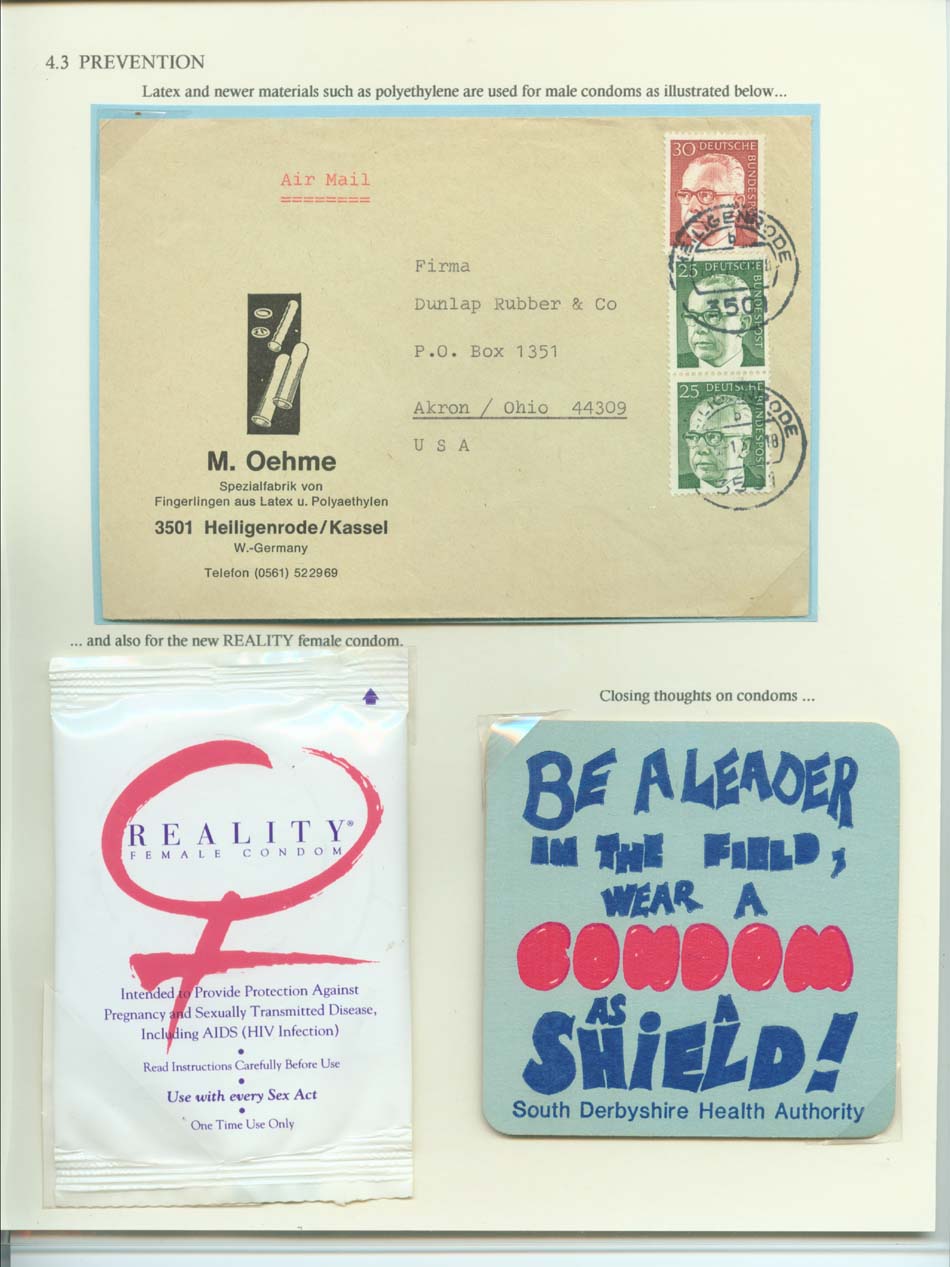 4.3 PREVENTION
Latex and newer materials such as polyethylene are used for male condoms as illustrated below...
Air Mail
Firma
Dunlap Rubber & Co
P.O. Box 1351
Akron / Ohio 44309
U S A
M. Oehme
Spezialfabrik von
Fingerlingen aus Latex u. Polyaethylen
3501 Heiligenrode/Kassel
W.-Germany
Telefon (0561) 522969
30 DEUTSCHE BUNDESPOST
HEILIGENRODE
b
350
25 DEUTSCHE BUNDESPOST
25 DEUTSCHE BUNDESPOST
b
18
3501
... and also for the new REALITY female condom.
REALITY®
FEMALE CONDOM
Intended to Provide Protection Against
Pregnancy and Sexually Transmitted Disease,
Including AIDS (HIV Infection)
•
Read Instructions Carefully Before Use
•
Use with every Sex Act
•
One Time Use Only
Closing thoughts on condoms ...
BE A LEADER
IN THE FIELD,
WEAR A
CONDOM
AS A
SHiELD!
South Derbyshire Health Authority